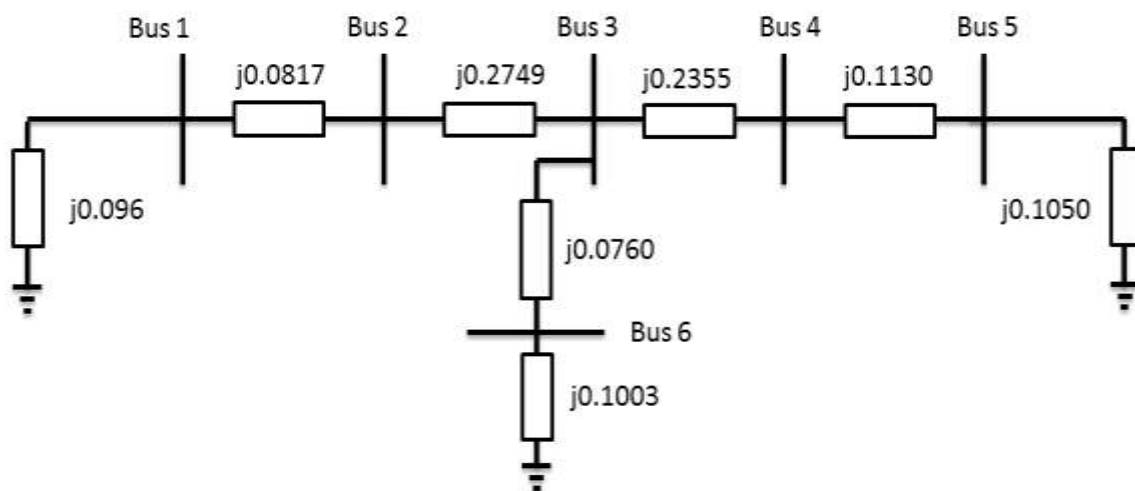 Bus 1
Bus 2
Bus 3
Bus 4
Bus 5
j0.0817
j0.2749
j0.2355
j0.1130
j0.096
j0.1050
j0.0760
Bus 6
j0.1003